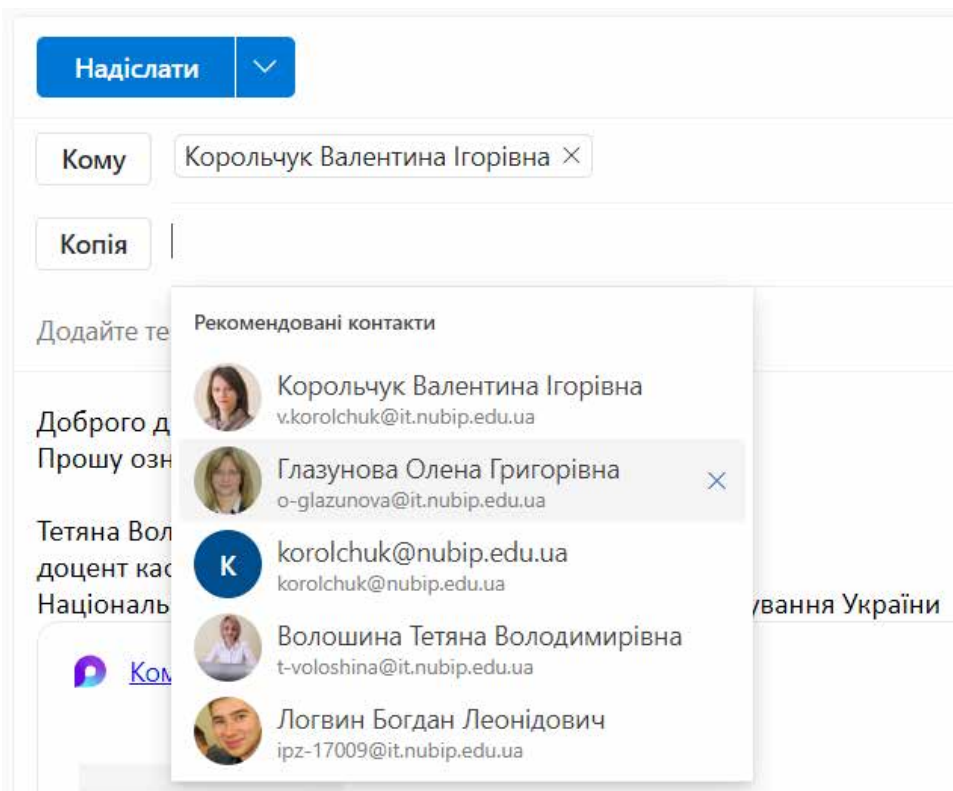 Надіслати
Кому Корольчук Валентина Ігорівна
Копія
Додайте те
Рекомендовані контакти
Корольчук Валентина Ігорівна
v.korolchuk@it.nubip.edu.ua
Глазунова Олена Григорівна
o-glazunova@it.nubip.edu.ua
К korolchuk@nubip.edu.ua
korolchuk@nubip.edu.ua
Волошина Тетяна Володимирівна
t-voloshina@it.nubip.edu.ua
Логвин Богдан Леонідович
ipz-17009@it.nubip.edu.ua
Доброго д
Прошу озн
Тетяна Вол
доцент кас
Національ ування України
Ком